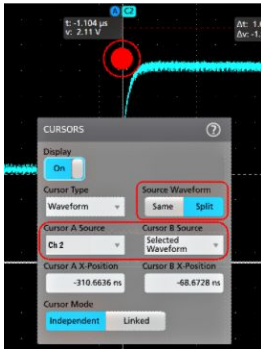 A C2
t: -1.104 µs
v: 2.11 V
Δt: 1.
Δv: -1.
CURSORS ?
Display
On
Cursor Type
Source Waveform
Waveform
Same Split
Cursor A Source
Cursor B Source
Ch 2
Selected
Waveform
Cursor A X-Position
Cursor B X-Position
-310.6636 ns
-68.6728 ns
Cursor Mode
Independent Linked